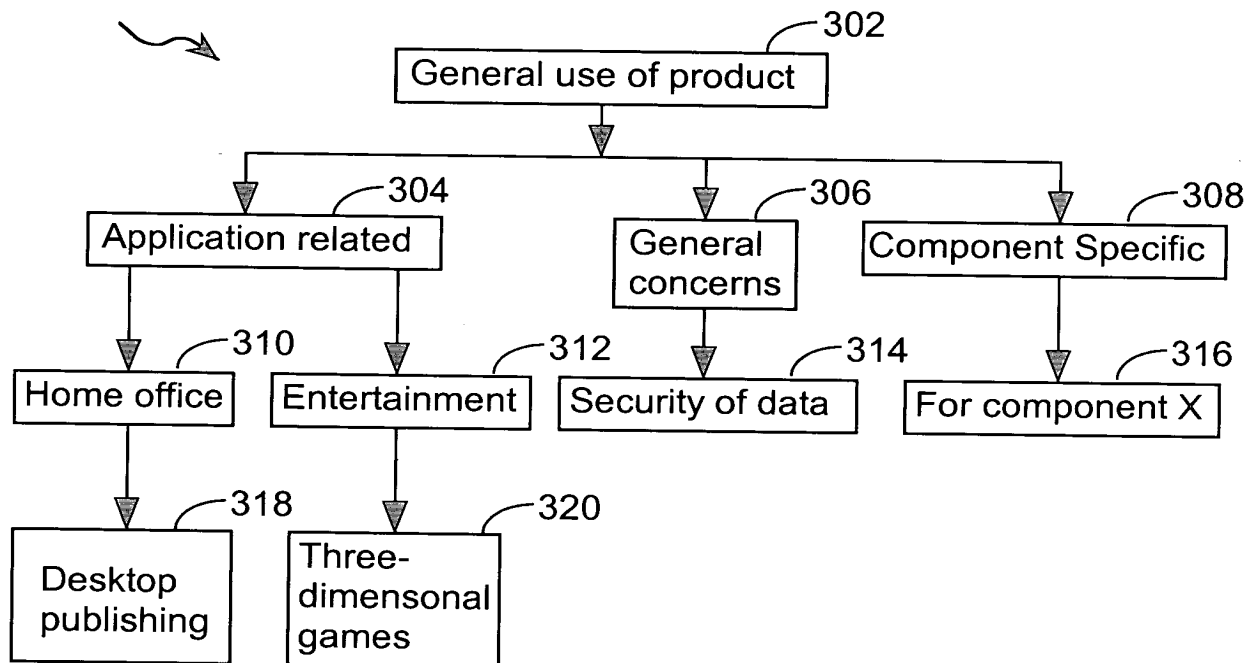 302
General use of product
304
306
308
Application related
General
concerns
Component Specific
310
312
314
316
Home office
Entertainment
Security of data
For component X
318
320
Desktop
publishing
Three-
dimensonal
games